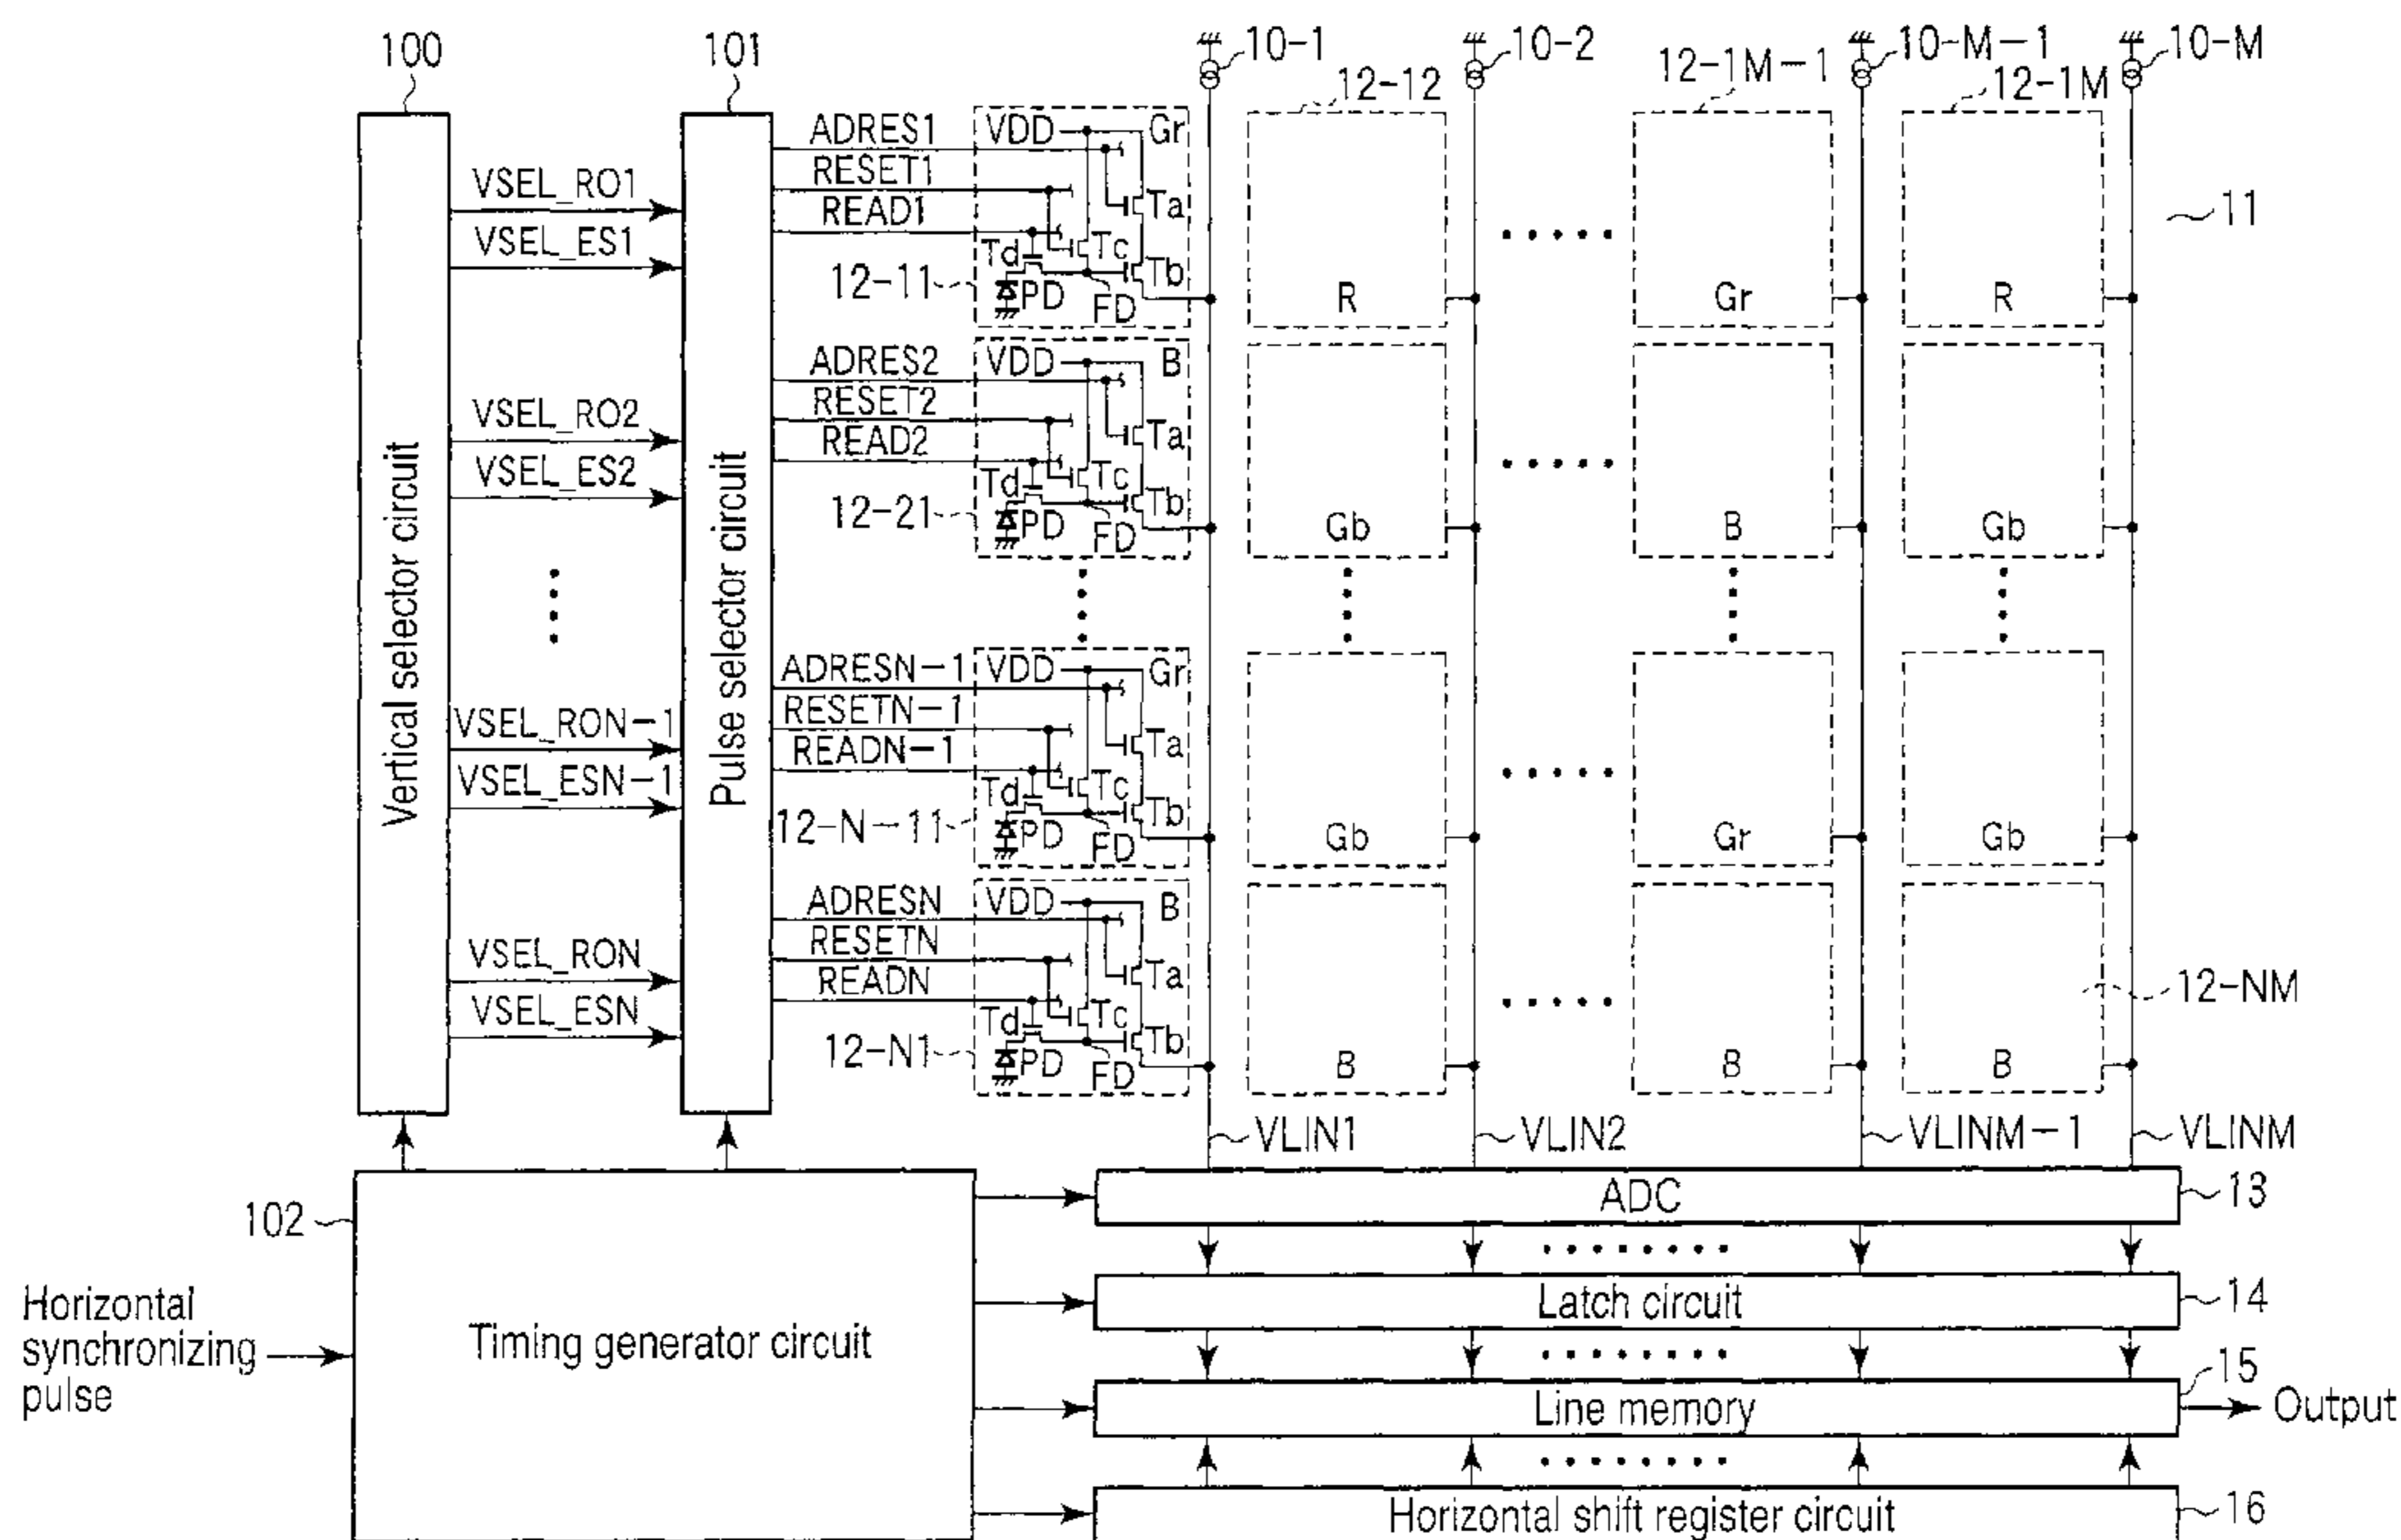 100
101
10-1
10-2
10-M-1
10-M
12-12
12-1M-1
12-1M
11
Vertical selector circuit
Pulse selector circuit
VSEL_RO1
VSEL_ES1
ADRES1
RESET1
READ1
VDD
Gr
Ta
Tc
Td
Tb
PD
FD
12-11
R
Gr
R
VSEL_RO2
VSEL_ES2
ADRES2
RESET2
READ2
VDD
B
Ta
Tc
Td
Tb
PD
FD
12-21
Gb
B
Gb
VSEL_RON-1
VSEL_ESN-1
ADRESN-1
RESETN-1
READN-1
VDD
Gr
Ta
Tc
Td
Tb
PD
FD
12-N-11
Gb
Gr
Gb
VSEL_RON
VSEL_ESN
ADRESN
RESETN
READN
VDD
B
Ta
Tc
Td
Tb
PD
FD
12-N1
B
B
B
12-NM
VLIN1
VLIN2
VLINM-1
VLINM
102
Horizontal
synchronizing
pulse
Timing generator circuit
ADC
13
Latch circuit
14
Line memory
15
Output
Horizontal shift register circuit
16